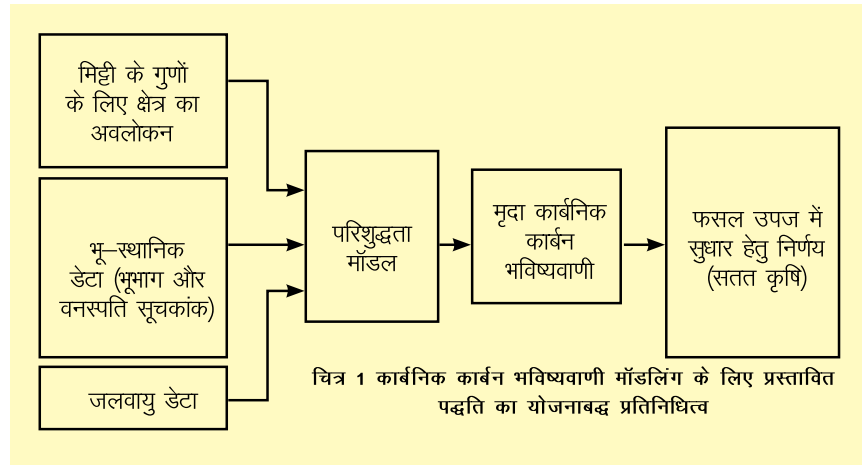 मिट्टी के गुणों
के लिए क्षेत्र का
अवलोकन
भू–स्थानिक
डेटा (भूभाग और
वनस्पति सूचकांक)
जलवायु डेटा
परिशुद्धता
मॉडल
मृदा कार्बनिक
कार्बन
भविष्यवाणी
फसल उपज में
सुधार हेतु निर्णय
(सतत कृषि)
चित्र 1 कार्बनिक कार्बन भविष्यवाणी मॉडलिंग के लिए प्रस्तावित
पद्धति का योजनाबद्ध प्रतिनिधित्व